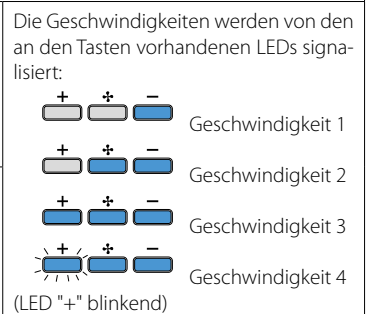 Die Geschwindigkeiten werden von den
an den Tasten vorhandenen LEDs signa-
lisiert:
+ –
Geschwindigkeit 1
+ –
Geschwindigkeit 2
+ –
Geschwindigkeit 3
+ –
Geschwindigkeit 4
(LED "+" blinkend)